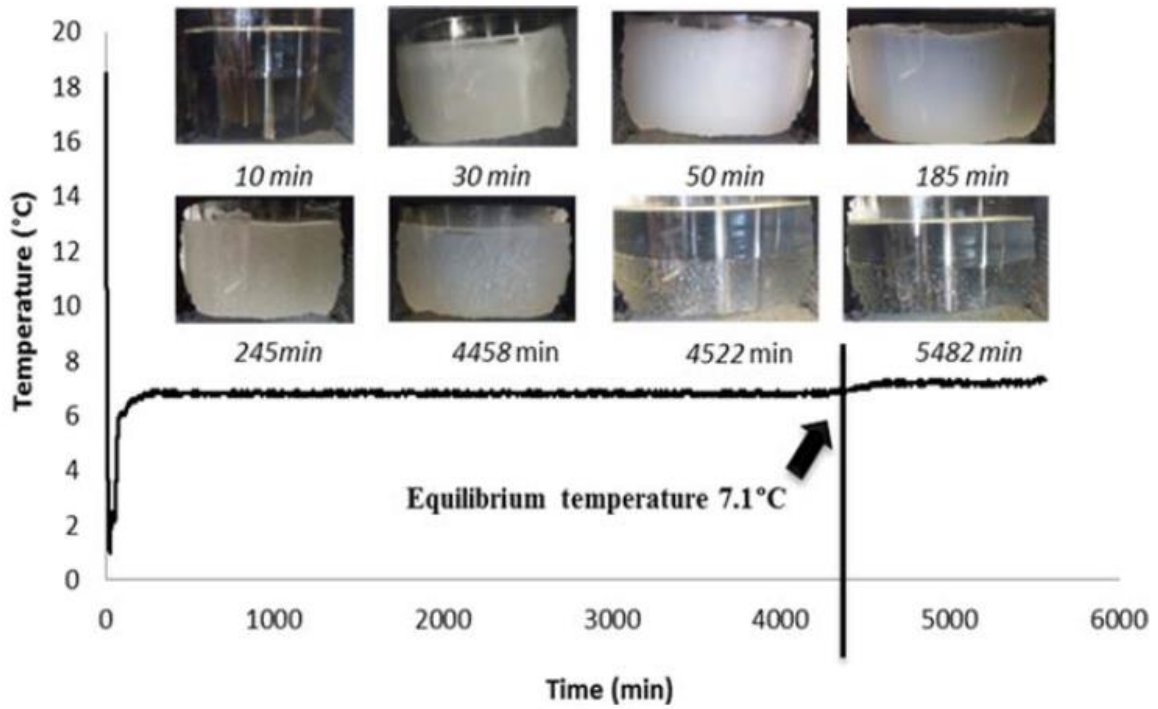 20
18
16
14
12
10
8
6
4
2
0
Temperature (°C)
10 min
30 min
50 min
185 min
245min
4458 min
4522 min
5482 min
Equilibrium temperature 7.1°C
0
1000
2000
3000
4000
5000
6000
Time (min)